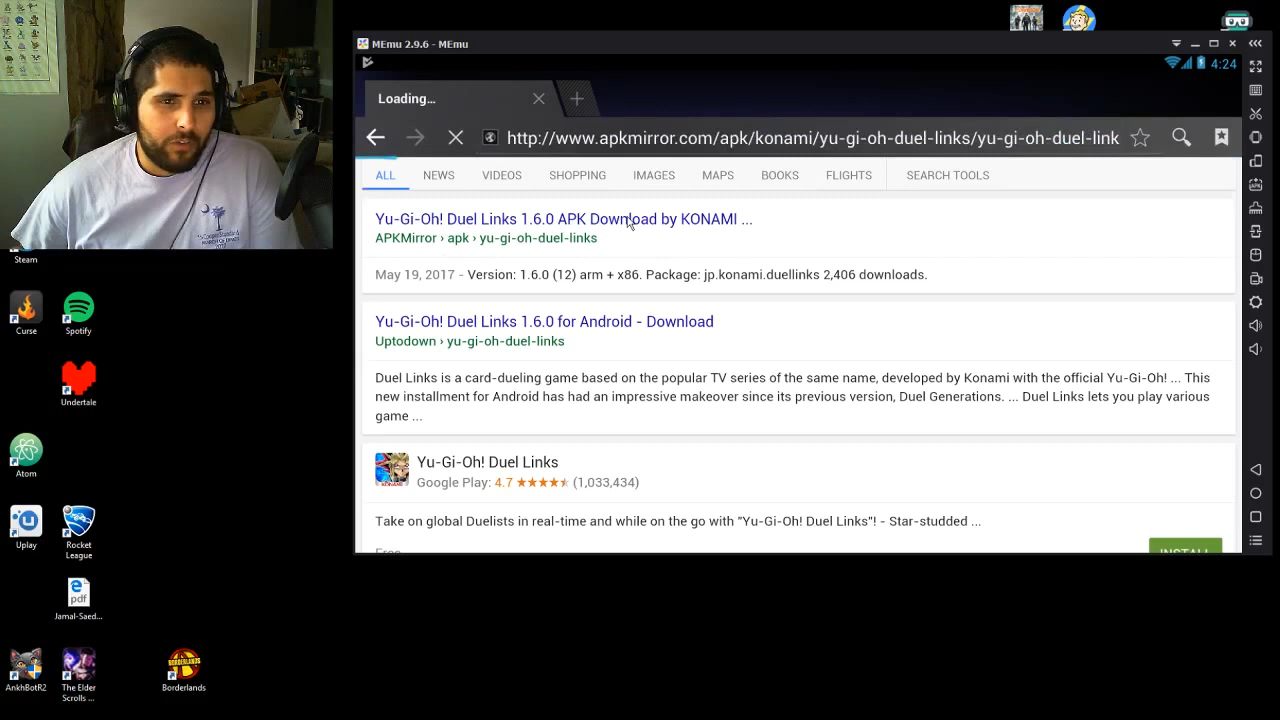 MEmu 2.9.6 - MEmu
4:24
Loading...
http://www.apkmirror.com/apk/konami/yu-gi-oh-duel-links/yu-gi-oh-duel-link
ALL NEWS VIDEOS SHOPPING IMAGES MAPS BOOKS FLIGHTS SEARCH TOOLS
Yu-Gi-Oh! Duel Links 1.6.0 APK Download by KONAMI ...
APKMirror › apk › yu-gi-oh-duel-links
May 19, 2017 - Version: 1.6.0 (12) arm + x86. Package: jp.konami.duellinks 2,406 downloads.
Yu-Gi-Oh! Duel Links 1.6.0 for Android - Download
Uptodown › yu-gi-oh-duel-links
Duel Links is a card-dueling game based on the popular TV series of the same name, developed by Konami with the official Yu-Gi-Oh! ... This
new installment for Android has had an impressive makeover since its previous version, Duel Generations. ... Duel Links lets you play various
game ...
Yu-Gi-Oh! Duel Links
Google Play: 4.7 ★★★★★ (1,033,434)
Take on global Duelists in real-time and while on the go with "Yu-Gi-Oh! Duel Links"! - Star-studded ...
Free
INSTALL
Steam
Curse
Spotify
Undertale
Atom
Uplay
Rocket
League
pdf
Jamal-Saed...
AnkhBotR2
The Elder
Scrolls ...
BORDERLANDS
Borderlands